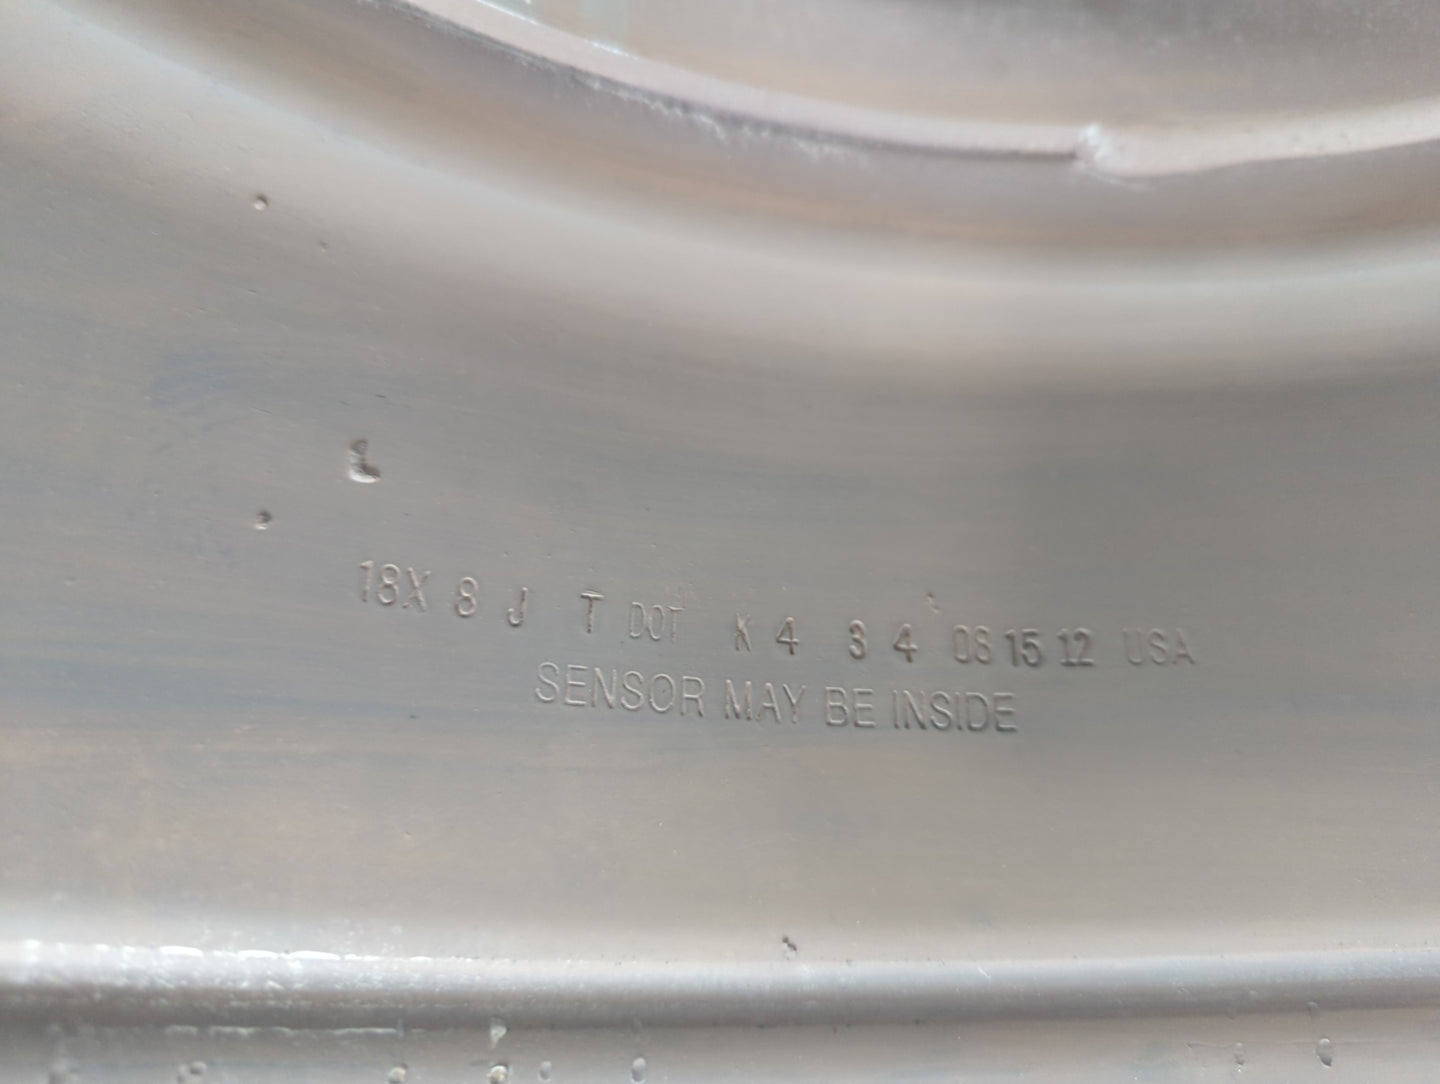 L
18X 8 J T DOT K 4 3 4 08 15 12 USA
SENSOR MAY BE INSIDE